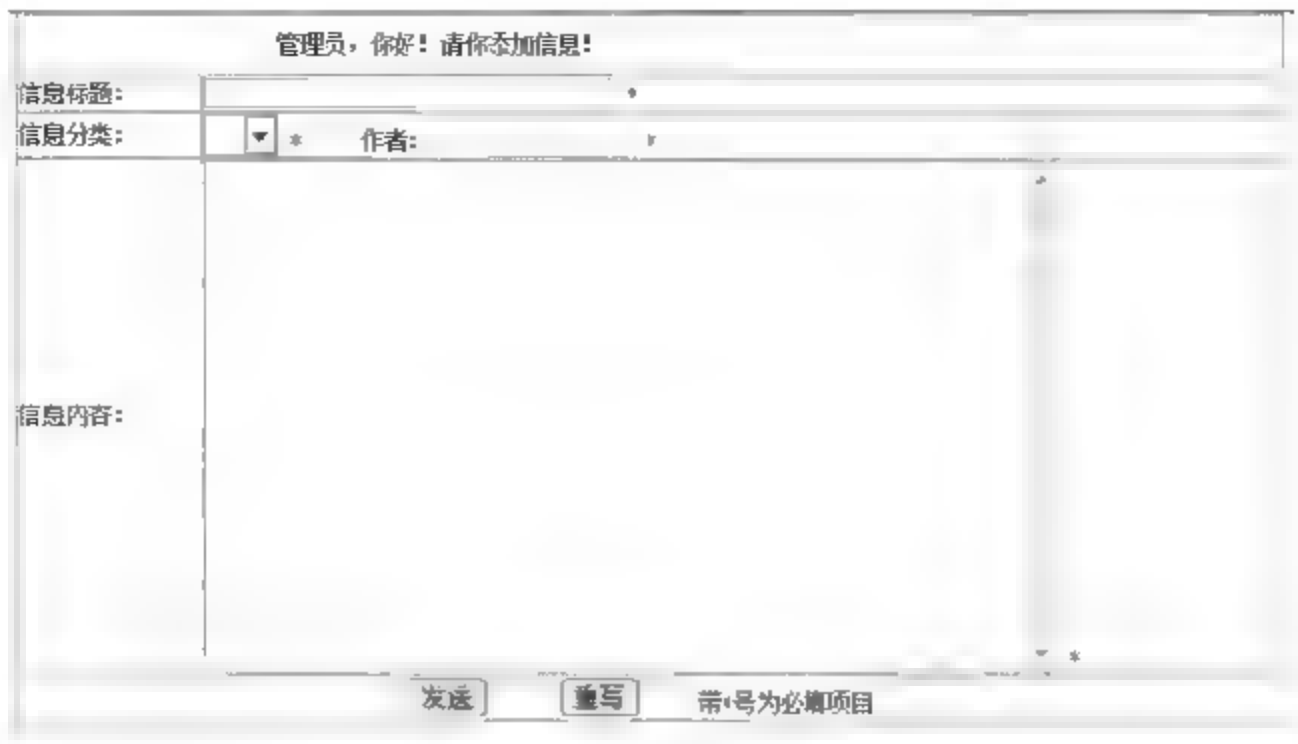 管理员，你好！请你添加信息！
信息标题： *
信息分类： * 作者： *
信息内容：
*
发送 重写 带*号为必填项目